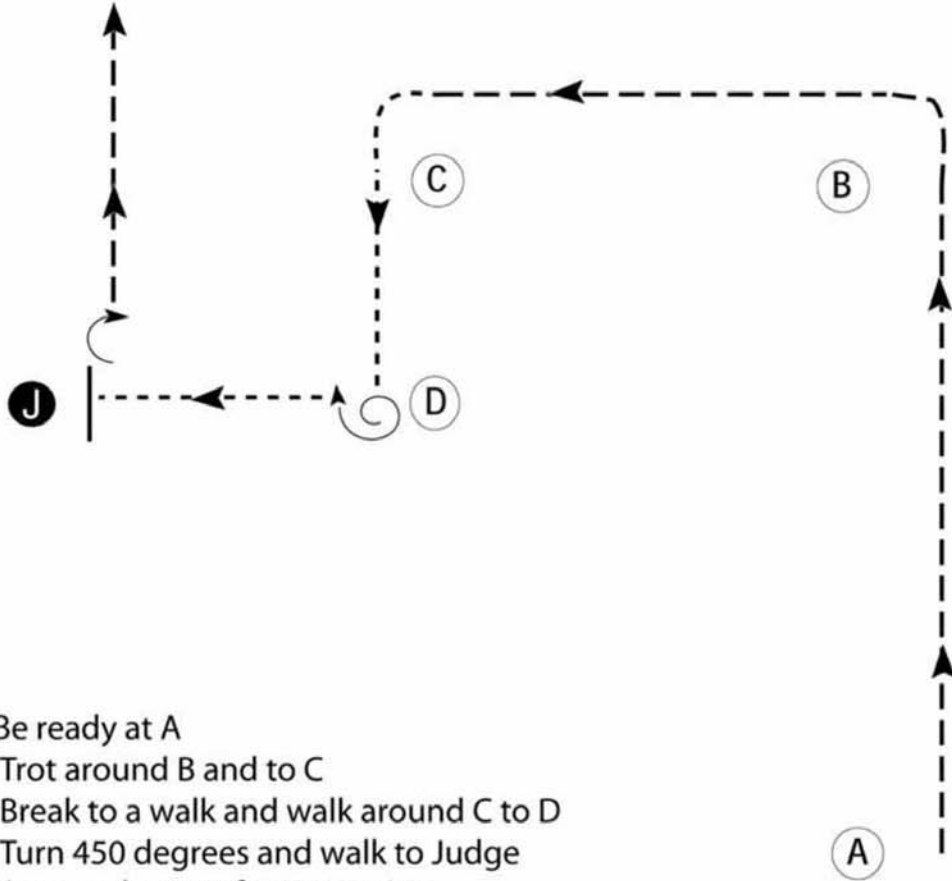 C
B
J
D
Be ready at A
Trot around B and to C
Break to a walk and walk around C to D
Turn 450 degrees and walk to Judge
A